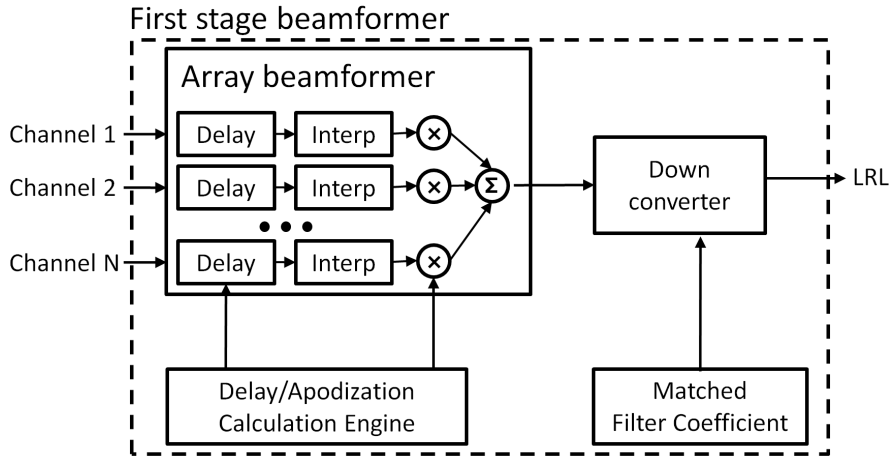 First stage beamformer
Array beamformer
Channel 1
Delay
Interp
×
Channel 2
Delay
Interp
×
Σ
Down
converter
LRL
Channel N
Delay
Interp
×
Delay/Apodization
Calculation Engine
Matched
Filter Coefficient